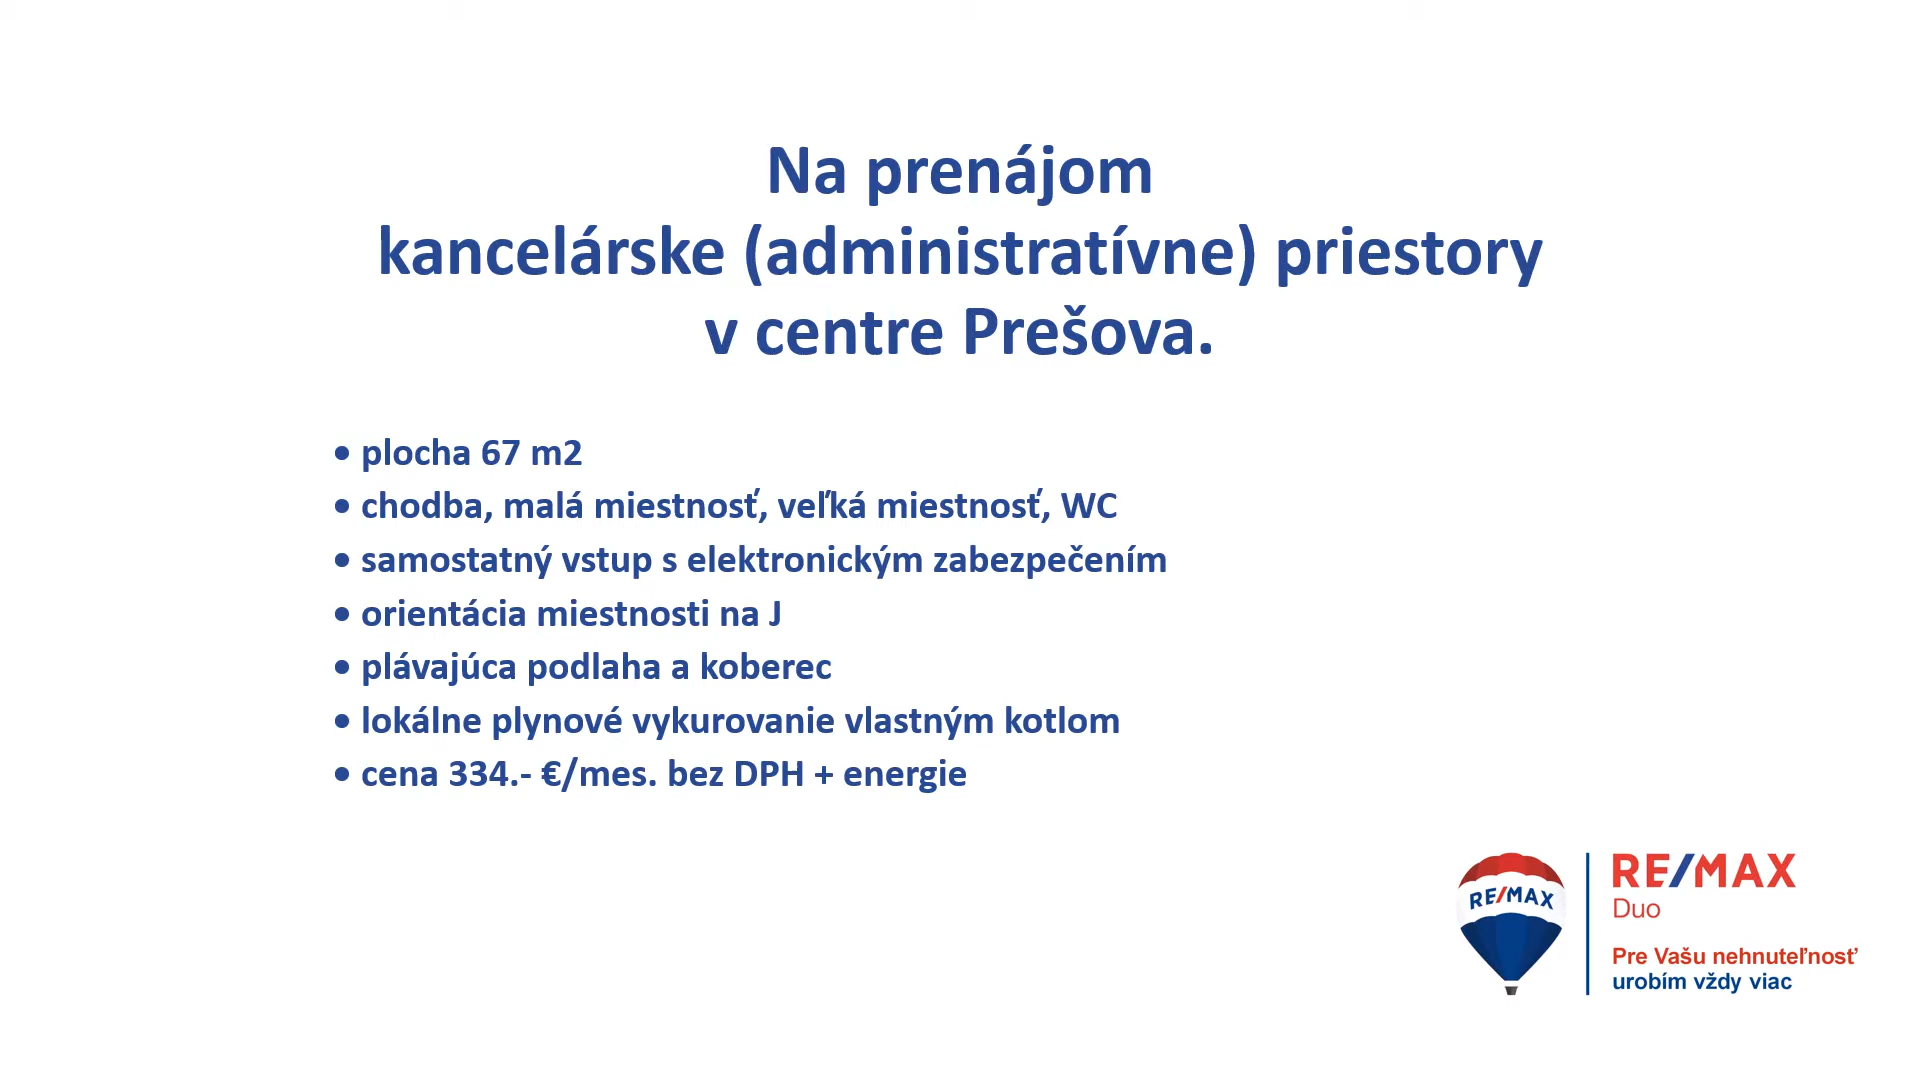 Na prenájom
kancelárske (administratívne) priestory
v centre Prešova.
• plocha 67 m2
• chodba, malá miestnosť, veľká miestnosť, WC
• samostatný vstup s elektronickým zabezpečením
• orientácia miestnosti na J
• plávajúca podlaha a koberec
• lokálne plynové vykurovanie vlastným kotlom
• cena 334.- €/mes. bez DPH + energie
RE/MAX
RE/MAX
Duo
Pre Vašu nehnuteľnosť
urobím vždy viac